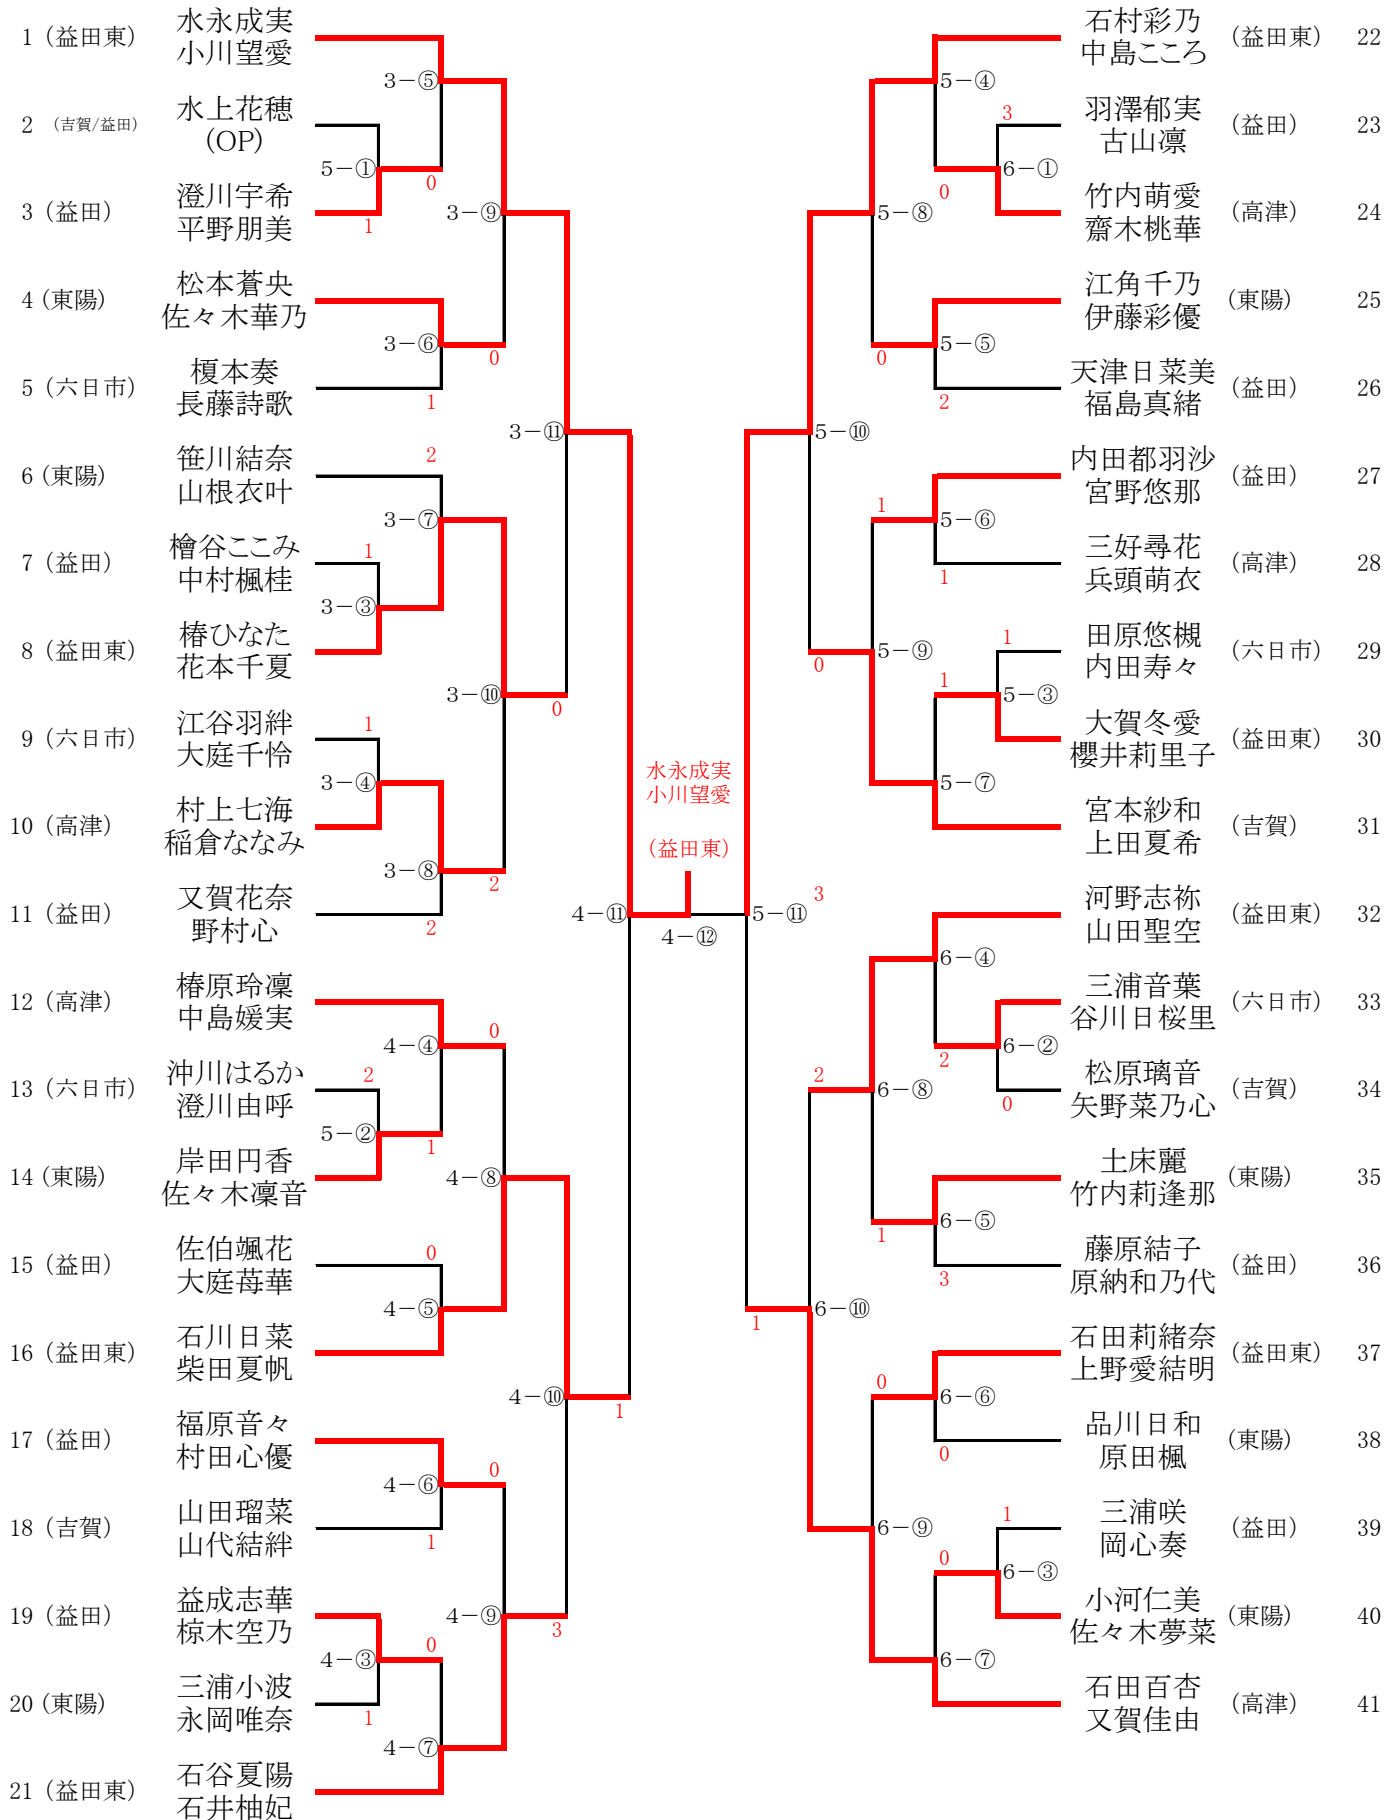 1 (益田東) 水永成実
小川望愛
3-⑤
2 (吉賀/益田) 水上花穂
(OP)
5-①
0
3 (益田) 澄川宇希
平野朋美
1
3-⑨
4 (東陽) 松本蒼央
佐々木華乃
3-⑥
0
5 (六日市) 榎本奏
長藤詩歌
1
3-⑪
6 (東陽) 笹川結奈
山根衣叶
2
3-⑦
7 (益田) 檜谷ここみ
中村楓桂
1
3-③
8 (益田東) 椿ひなた
花本千夏
3-⑩
0
9 (六日市) 江谷羽絆
大庭千怜
1
3-④
10 (高津) 村上七海
稲倉ななみ
3-⑧
2
11 (益田) 又賀花奈
野村心
2
4-⑪
12 (高津) 椿原玲凜
中島媛実
0
4-④
13 (六日市) 沖川はるか
澄川由呼
2
5-②
1
14 (東陽) 岸田円香
佐々木凜音
4-⑧
15 (益田) 佐伯颯花
大庭苺華
0
4-⑤
16 (益田東) 石川日菜
柴田夏帆
4-⑩
1
17 (益田) 福原音々
村田心優
0
4-⑥
18 (吉賀) 山田瑠菜
山代結絆
1
19 (益田) 益成志華
椋木空乃
4-⑨
3
4-③
0
20 (東陽) 三浦小波
永岡唯奈
1
4-⑦
21 (益田東) 石谷夏陽
石井柚妃
水永成実
小川望愛
(益田東)
4-⑫
石村彩乃 (益田東) 22
中島こころ
5-④
3
羽澤郁実 (益田) 23
古山凛
6-①
0
竹内萌愛 (高津) 24
齋木桃華
5-⑧
江角千乃 (東陽) 25
伊藤彩優
5-⑤
0
天津日菜美 (益田) 26
福島真緒
2
5-⑩
内田都羽沙 (益田) 27
宮野悠那
1
5-⑥
三好尋花 (高津) 28
兵頭萌衣
1
田原悠槻 (六日市) 29
内田寿々
1
5-⑨
0
1
5-③
大賀冬愛 (益田東) 30
櫻井莉里子
5-⑦
宮本紗和 (吉賀) 31
上田夏希
3
5-⑪
河野志祢 (益田東) 32
山田聖空
6-④
三浦音葉 (六日市) 33
谷川日桜里
6-②
2
松原璃音 (吉賀) 34
矢野菜乃心
0
2
6-⑧
土床麗 (東陽) 35
竹内莉逢那
6-⑤
1
藤原結子 (益田) 36
原納和乃代
3
6-⑩
1
石田莉緒奈 (益田東) 37
上野愛結明
0
6-⑥
品川日和 (東陽) 38
原田楓
0
三浦咲 (益田) 39
岡心奏
1
6-⑨
0
6-③
小河仁美 (東陽) 40
佐々木夢菜
6-⑦
石田百杏 (高津) 41
又賀佳由